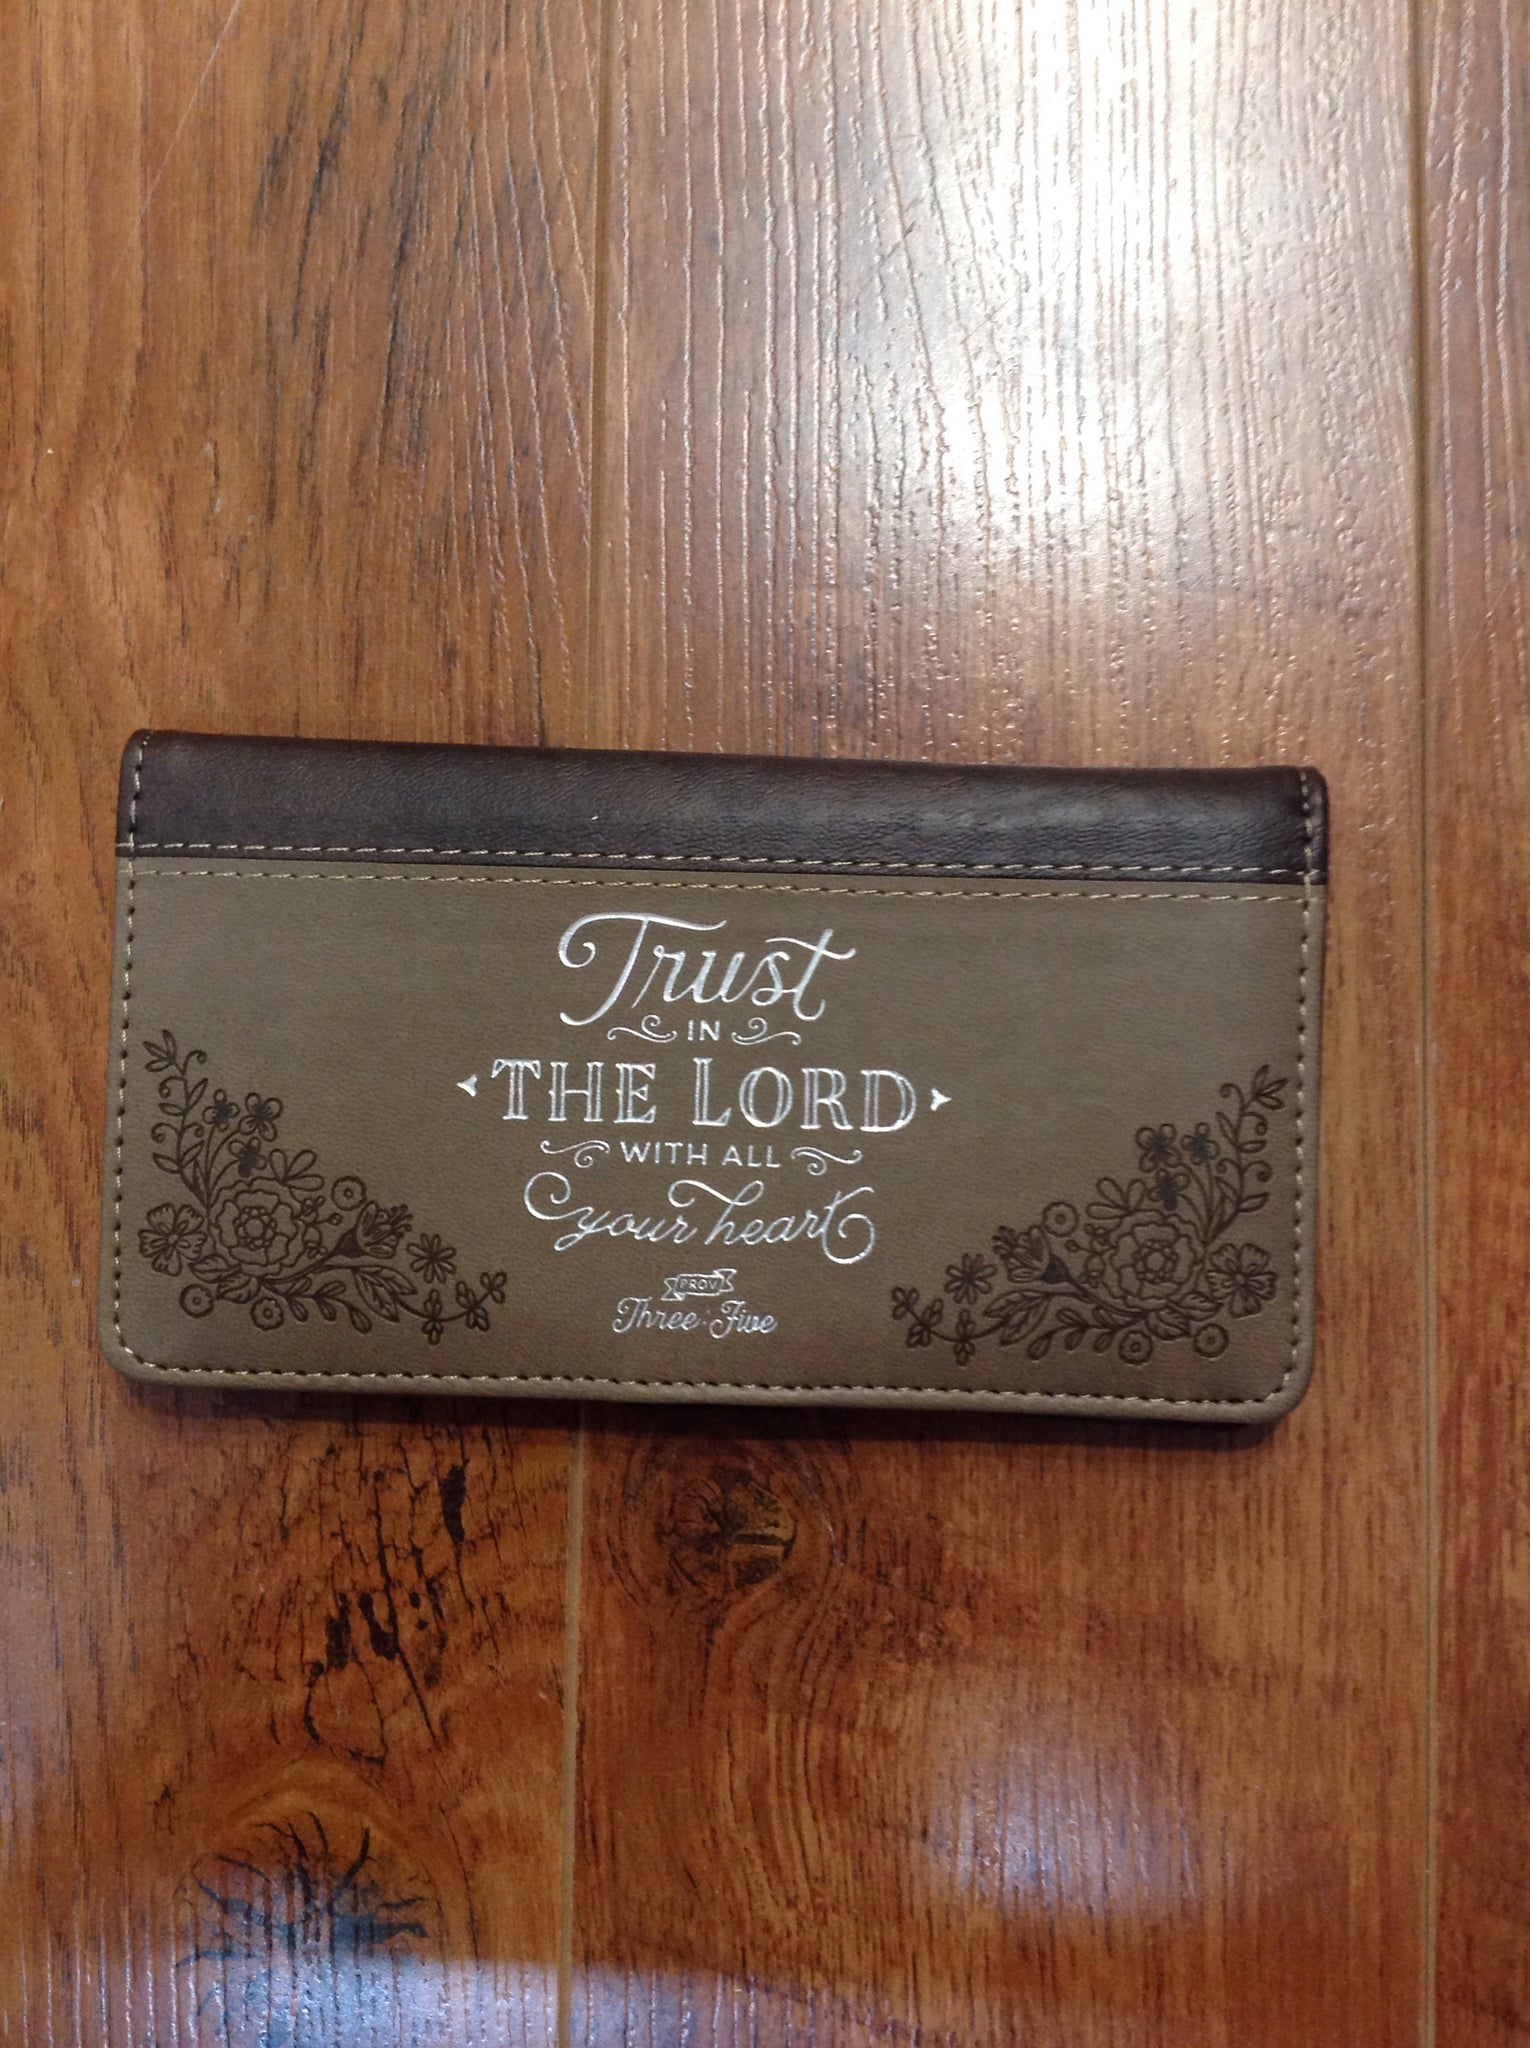 Trust
IN
THE LORD
WITH ALL
your heart
PROV
Three:Five